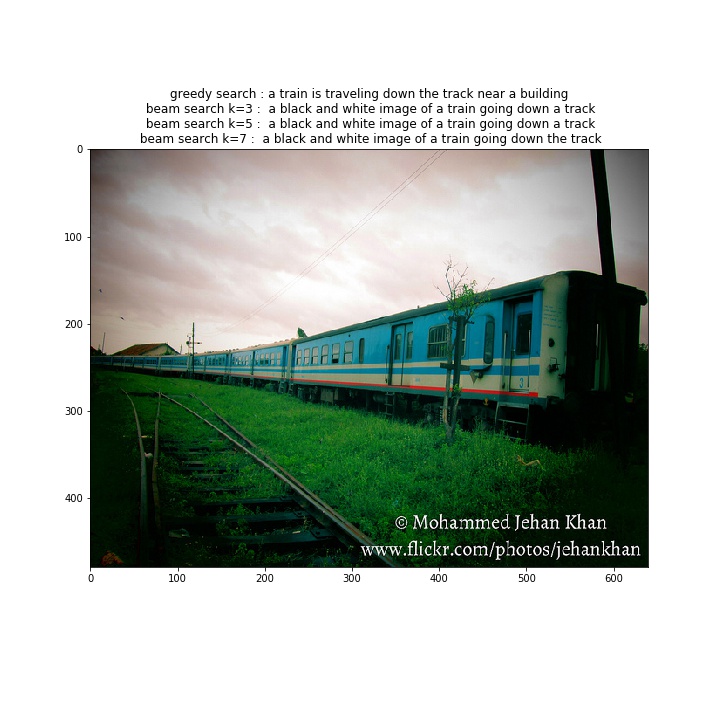 greedy search : a train is traveling down the track near a building
beam search k=3 :  a black and white image of a train going down a track
beam search k=5 :  a black and white image of a train going down a track
beam search k=7 :  a black and white image of a train going down the track
0
100
200
300
400
0 100 200 300 400 500 600
© Mohammed Jehan Khan
www.flickr.com/photos/jehankhan